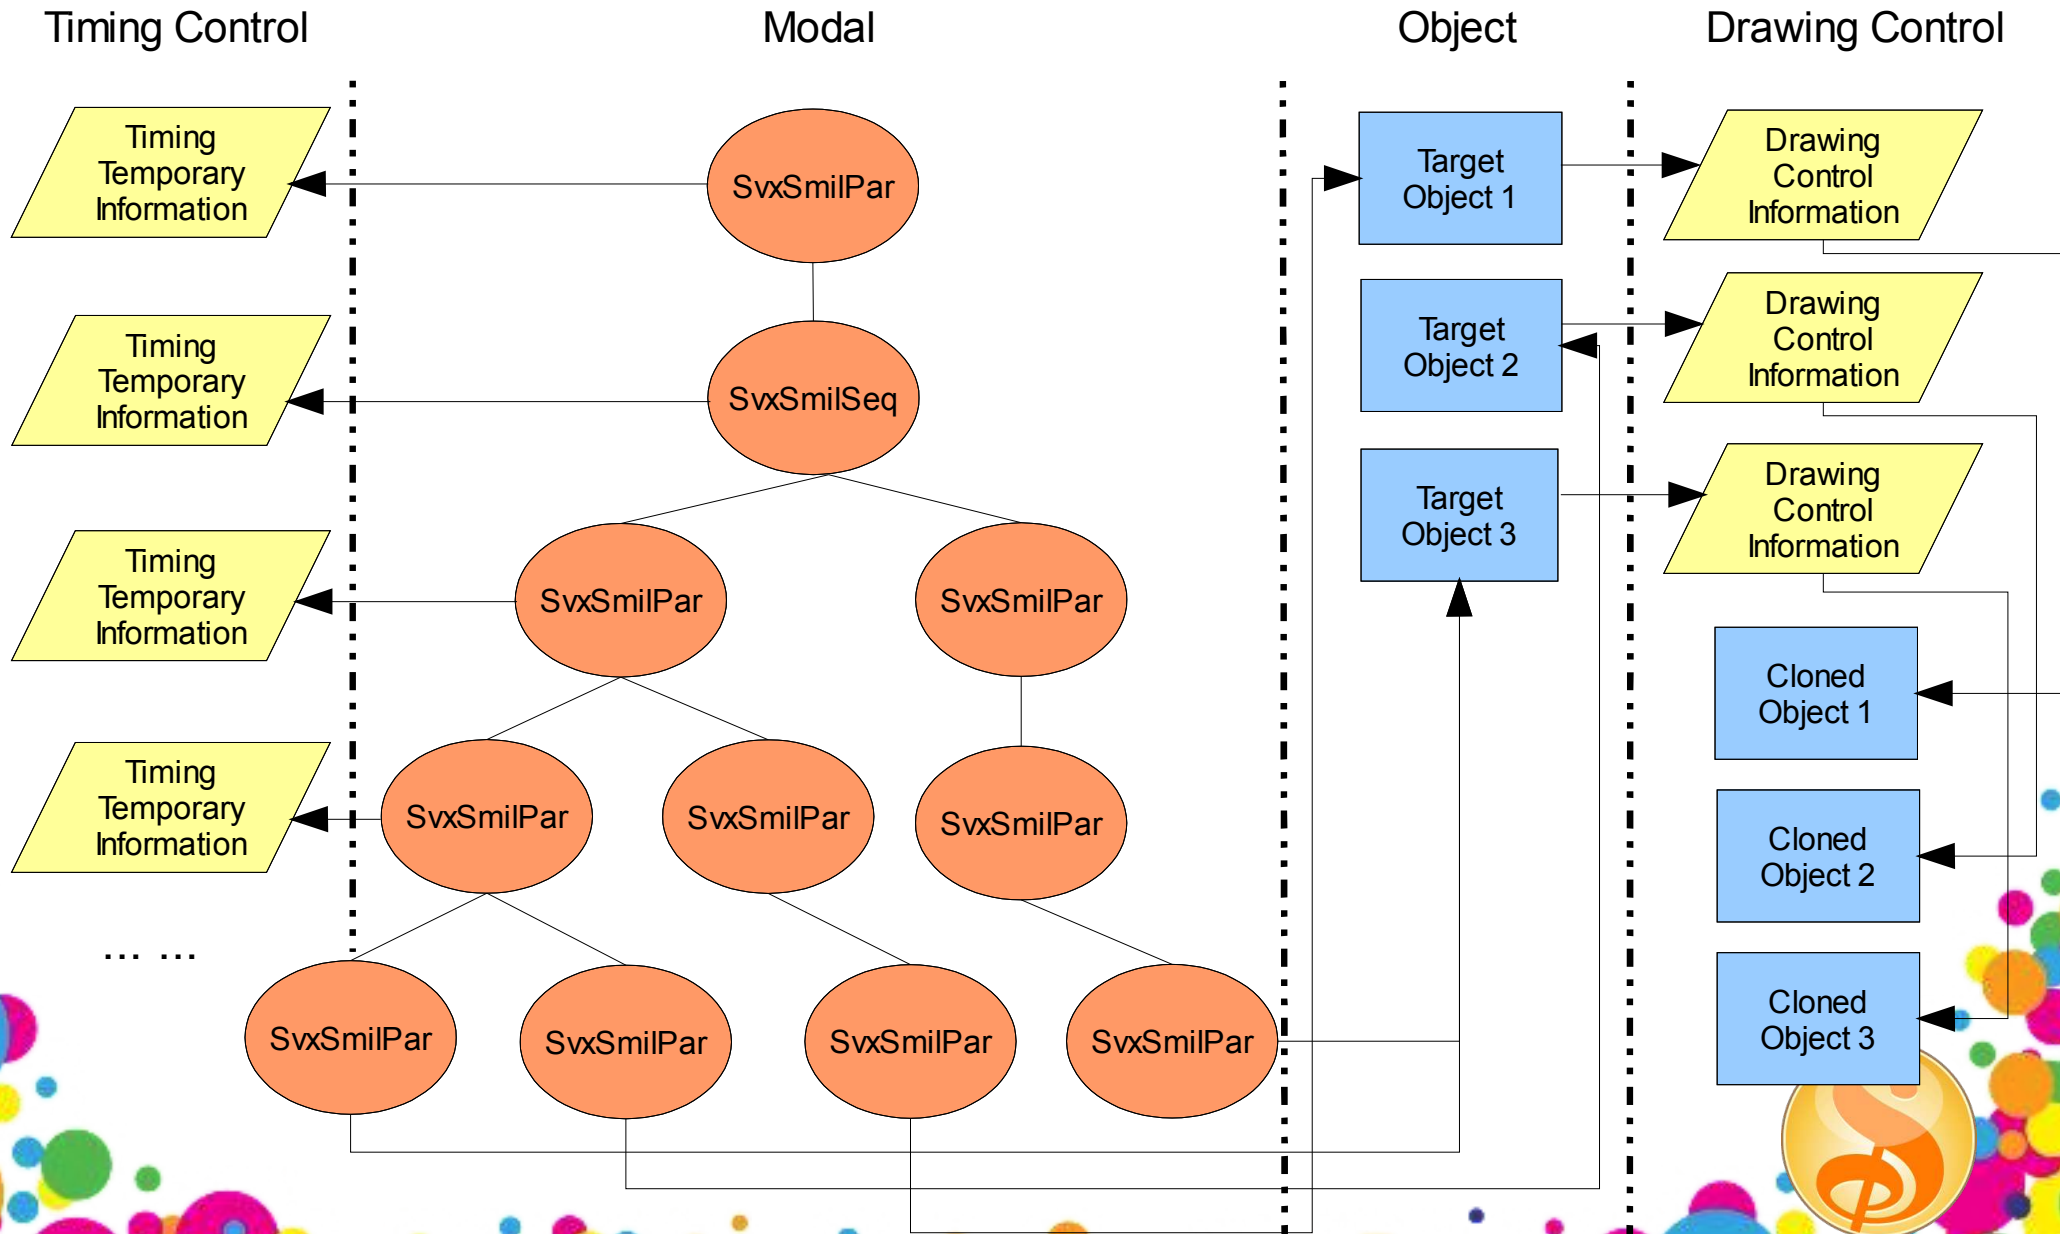 Timing Control
Modal
Object
Drawing Control
Timing
Temporary
Information
Timing
Temporary
Information
Timing
Temporary
Information
Timing
Temporary
Information
... ...
SvxSmilPar
SvxSmilSeq
SvxSmilPar
SvxSmilPar
SvxSmilPar
SvxSmilPar
SvxSmilPar
SvxSmilPar
SvxSmilPar
SvxSmilPar
SvxSmilPar
Target
Object 1
Target
Object 2
Target
Object 3
Drawing
Control
Information
Drawing
Control
Information
Drawing
Control
Information
Cloned
Object 1
Cloned
Object 2
Cloned
Object 3